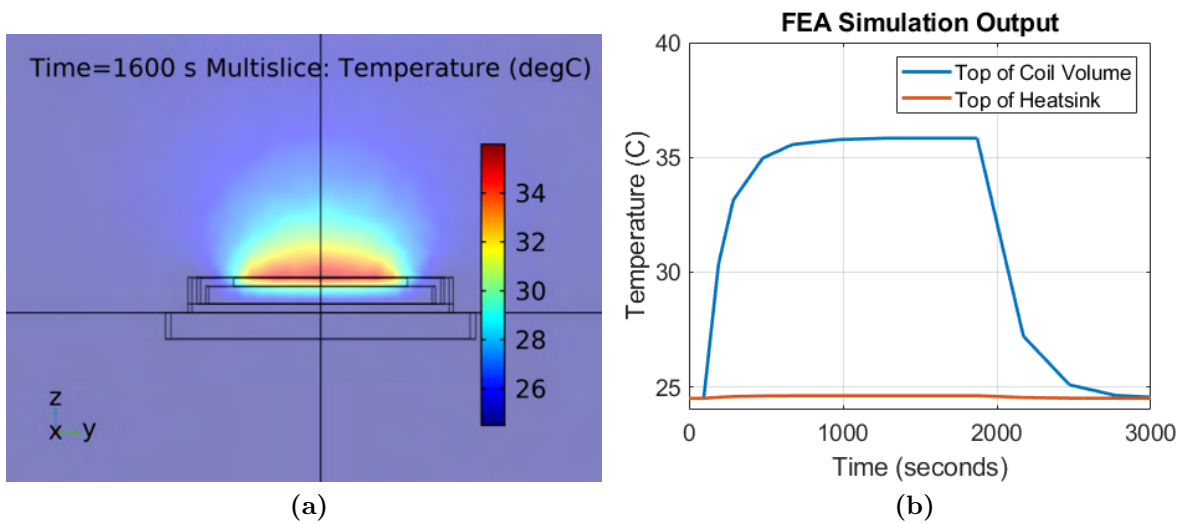 Time=1600 s Multislice: Temperature (degC)
34
32
30
28
26
z
x y
(a)
FEA Simulation Output
40
35
30
25
Temperature (C)
Top of Coil Volume
Top of Heatsink
0 1000 2000 3000
Time (seconds)
(b)